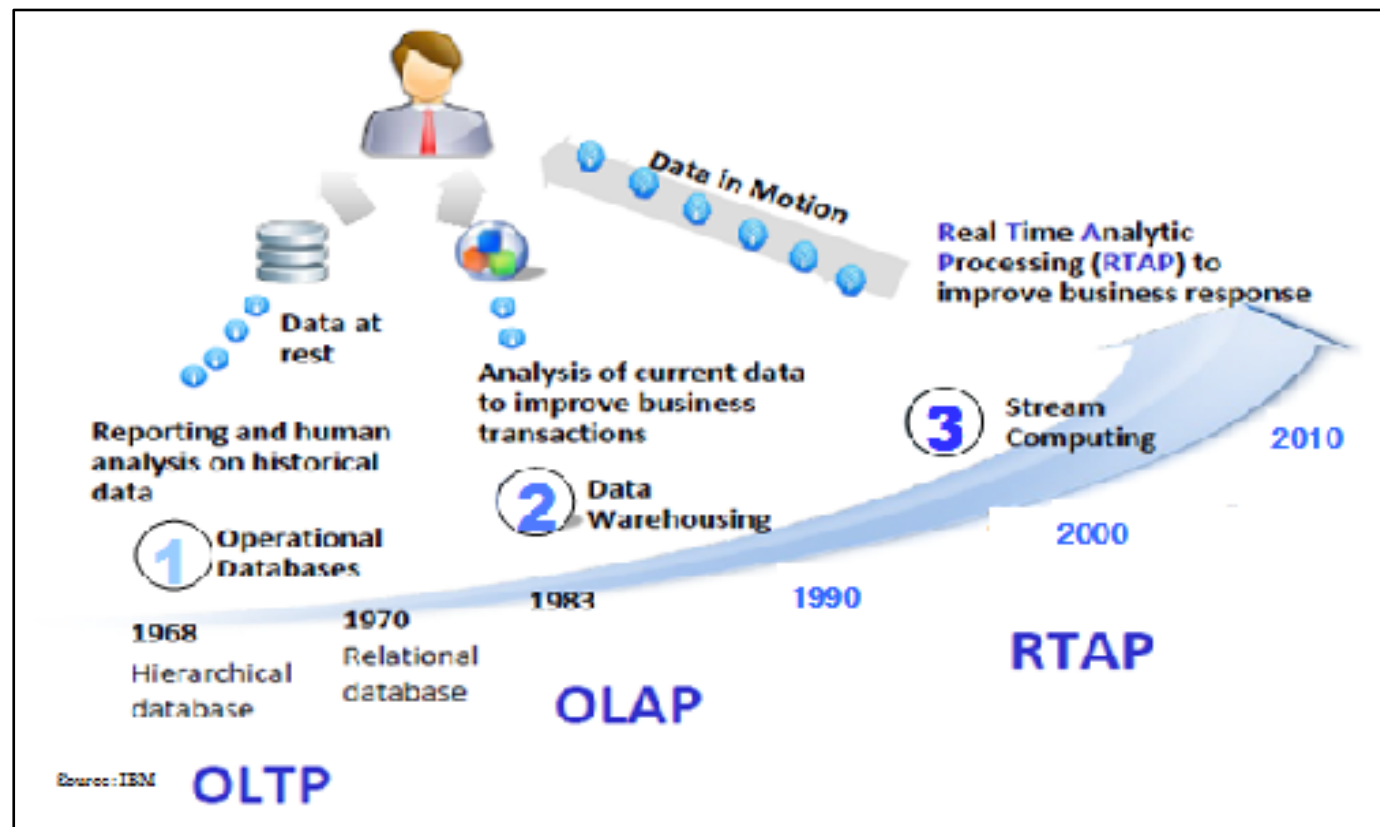 Data in Motion
Real Time Analytic
Processing (RTAP) to
improve business response
Data at
rest
Analysis of current data
to improve business
transactions
Reporting and human
analysis on historical
data
3
Stream
Computing
2010
2
Data
Warehousing
2000
1
Operational
Databases
1983
1990
1968
Hierarchical
database
1970
Relational
database
RTAP
OLAP
Source:IBM
OLTP